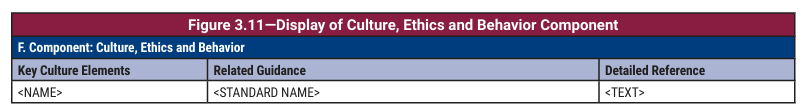 Figure 3.11—Display of Culture, Ethics and Behavior Component
F. Component: Culture, Ethics and Behavior
Key Culture Elements Related Guidance Detailed Reference
<NAME> <STANDARD NAME> <TEXT>